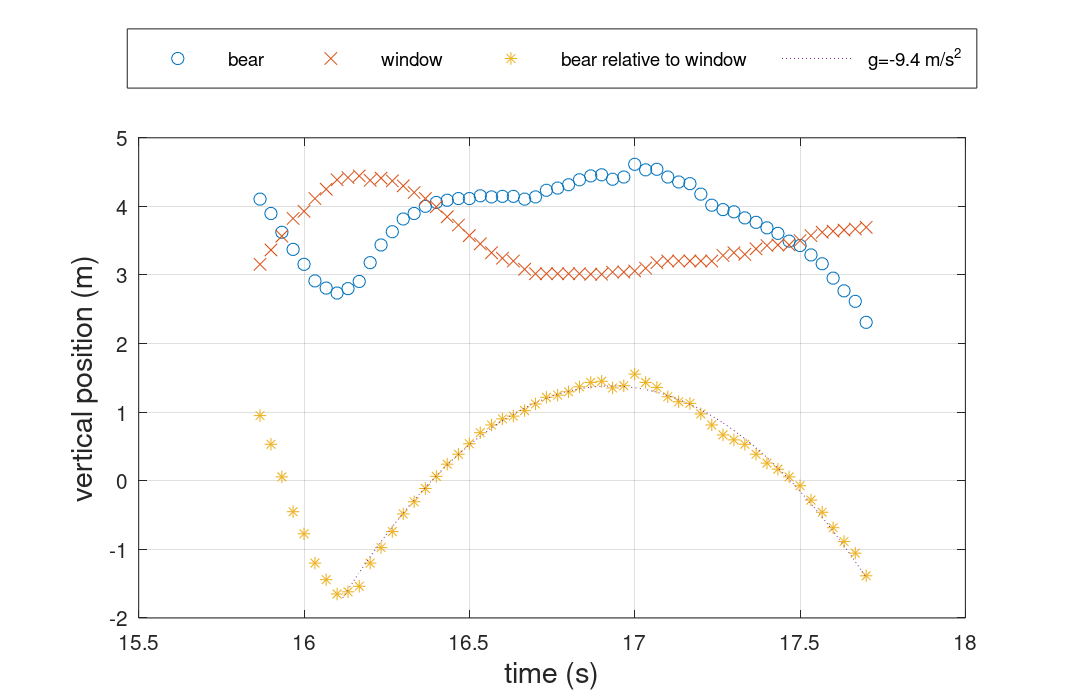 bear window bear relative to window g=-9.4 m/s²
5
4
3
2
1
0
-1
-2
vertical position (m)
15.5 16 16.5 17 17.5 18
time (s)